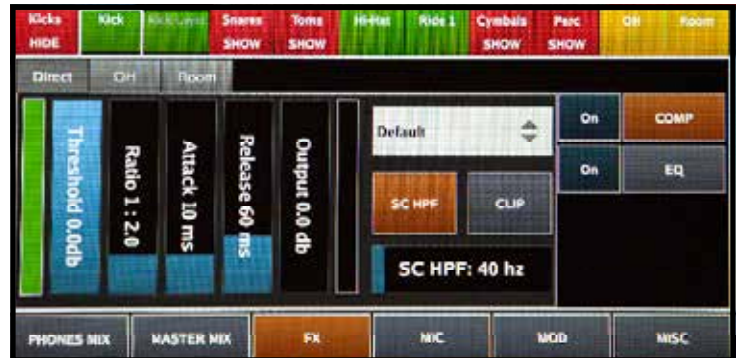 Kicks Kick Kick Layer Snares Toms Hi-Hat Ride 1 Cymbals Perc OH Room
HIDE SHOW SHOW SHOW SHOW
Direct OH Room
Threshold 0.0db
Ratio 1 : 2.0
Attack 10 ms
Release 60 ms
Output 0.0 db
Default
On COMP
On EQ
SC HPF CLIP
SC HPF: 40 hz
PHONES MIX MASTER MIX FX MIC MOD MISC